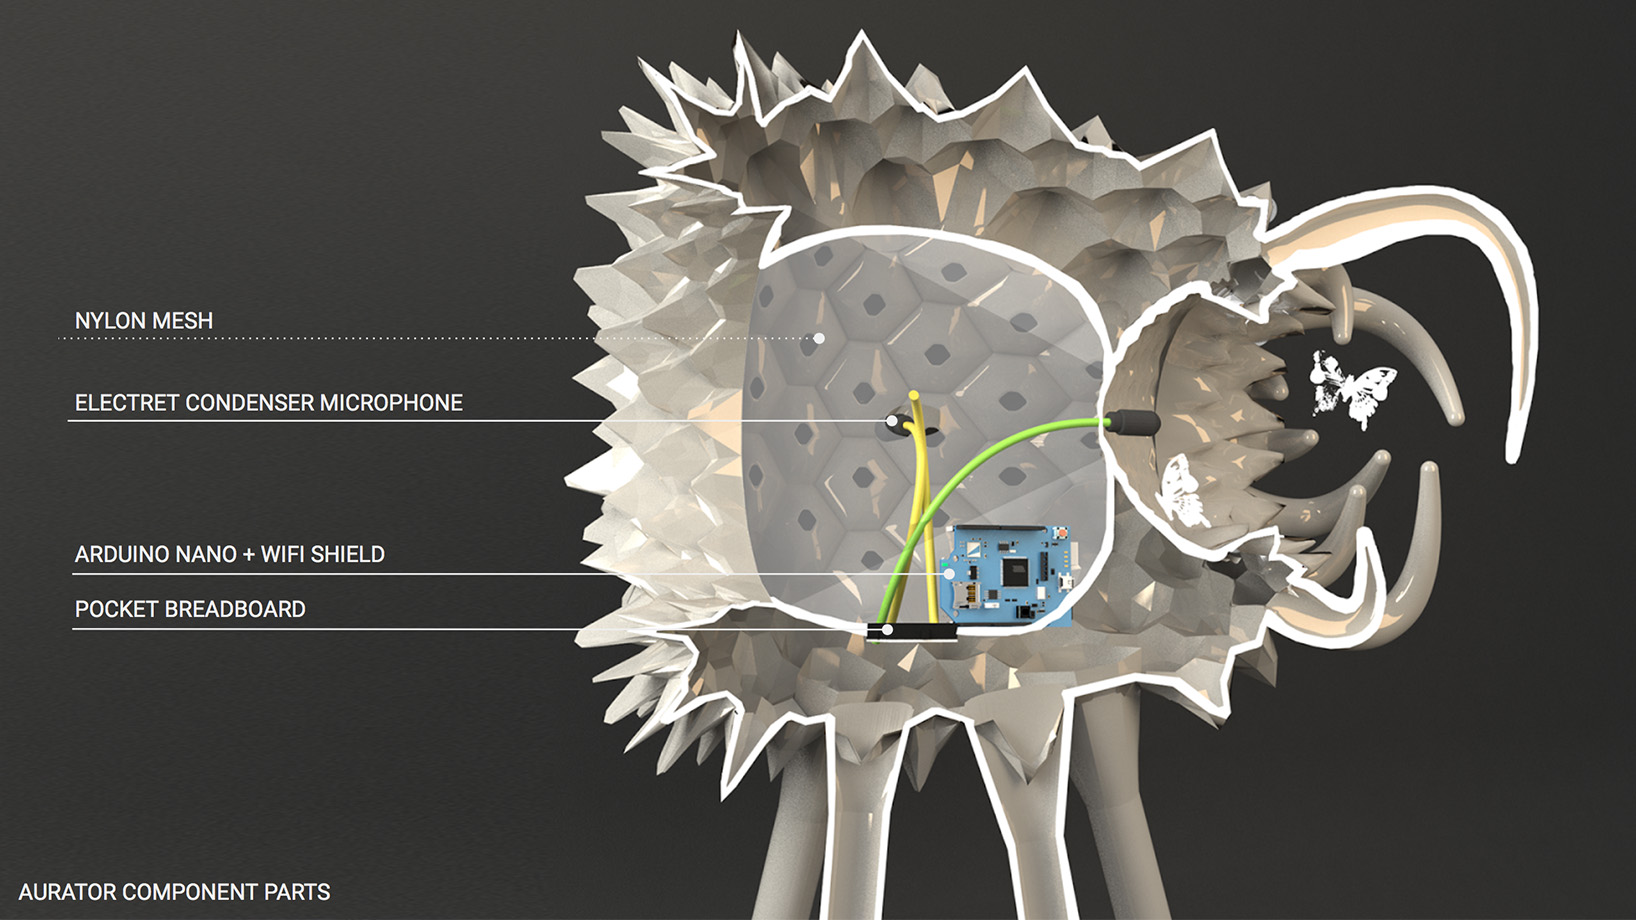 NYLON MESH
ELECTRET CONDENSER MICROPHONE
ARDUINO NANO + WIFI SHIELD
POCKET BREADBOARD
AURATOR COMPONENT PARTS